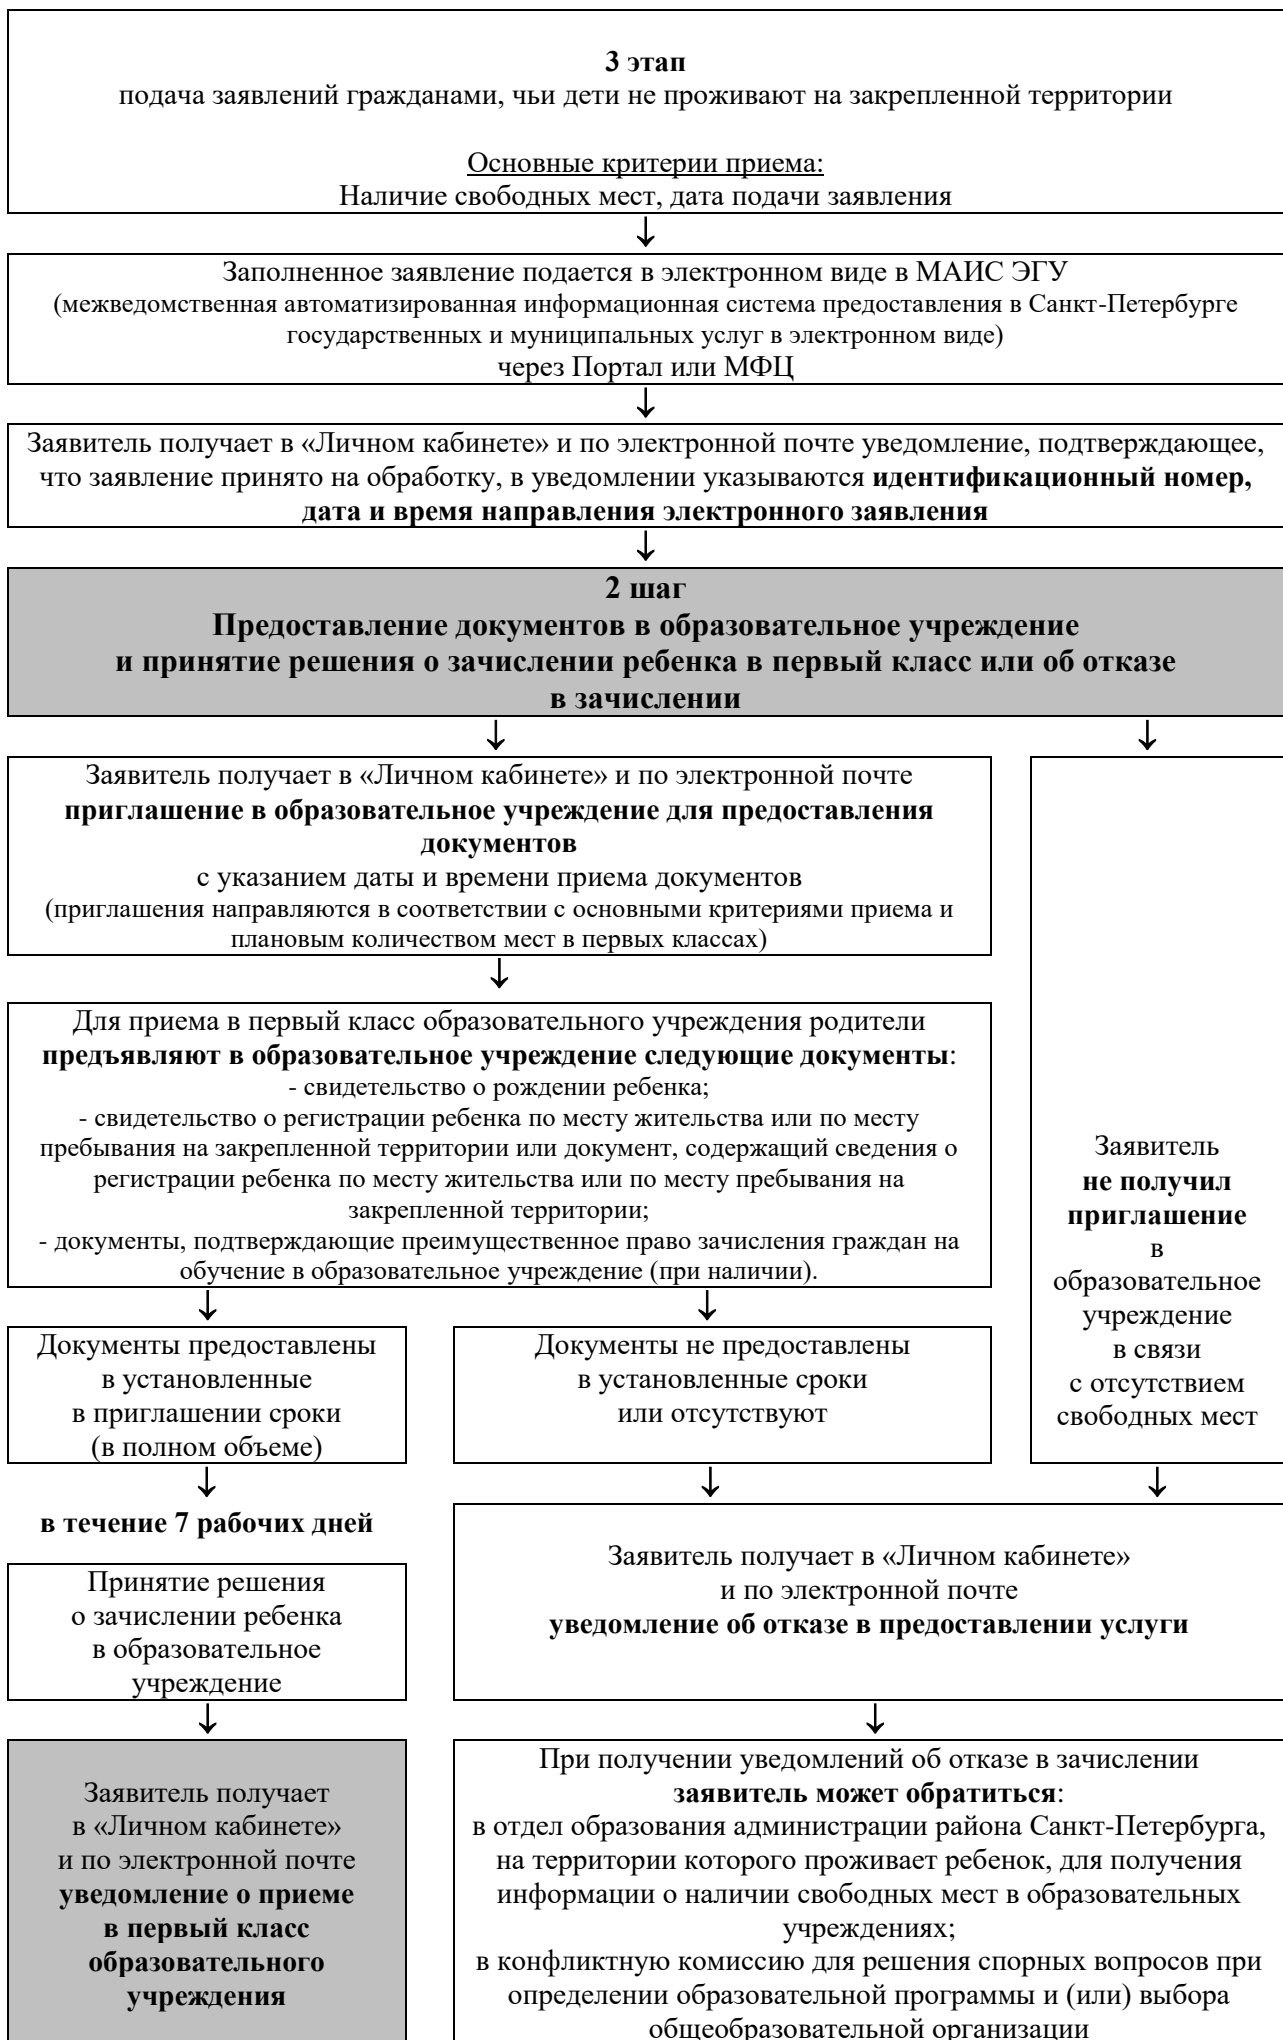 3 этап
подача заявлений гражданами, чьи дети не проживают на закрепленной территории
Основные критерии приема:
Наличие свободных мест, дата подачи заявления
↓
Заполненное заявление подается в электронном виде в МАИС ЭГУ
(межведомственная автоматизированная информационная система предоставления в Санкт-Петербурге
государственных и муниципальных услуг в электронном виде)
через Портал или МФЦ
↓
Заявитель получает в «Личном кабинете» и по электронной почте уведомление, подтверждающее,
что заявление принято на обработку, в уведомлении указываются идентификационный номер,
дата и время направления электронного заявления
↓
2 шаг
Предоставление документов в образовательное учреждение
и принятие решения о зачислении ребенка в первый класс или об отказе
в зачислении
↓ ↓
Заявитель получает в «Личном кабинете» и по электронной почте
приглашение в образовательное учреждение для предоставления
документов
с указанием даты и времени приема документов
(приглашения направляются в соответствии с основными критериями приема и
плановым количеством мест в первых классах)
↓
Для приема в первый класс образовательного учреждения родители
предъявляют в образовательное учреждение следующие документы:
- свидетельство о рождении ребенка;
- свидетельство о регистрации ребенка по месту жительства или по месту
пребывания на закрепленной территории или документ, содержащий сведения о
регистрации ребенка по месту жительства или по месту пребывания на
закрепленной территории;
- документы, подтверждающие преимущественное право зачисления граждан на
обучение в образовательное учреждение (при наличии).
Заявитель
не получил
приглашение
в
образовательное
учреждение
в связи
с отсутствием
свободных мест
↓ ↓
Документы предоставлены
в установленные
в приглашении сроки
(в полном объеме)
Документы не предоставлены
в установленные сроки
или отсутствуют
↓ ↓ ↓
в течение 7 рабочих дней
Принятие решения
о зачислении ребенка
в образовательное
учреждение
Заявитель получает в «Личном кабинете»
и по электронной почте
уведомление об отказе в предоставлении услуги
↓ ↓
Заявитель получает
в «Личном кабинете»
и по электронной почте
уведомление о приеме
в первый класс
образовательного
учреждения
При получении уведомлений об отказе в зачислении
заявитель может обратиться:
в отдел образования администрации района Санкт-Петербурга,
на территории которого проживает ребенок, для получения
информации о наличии свободных мест в образовательных
учреждениях;
в конфликтную комиссию для решения спорных вопросов при
определении образовательной программы и (или) выбора
общеобразовательной организации